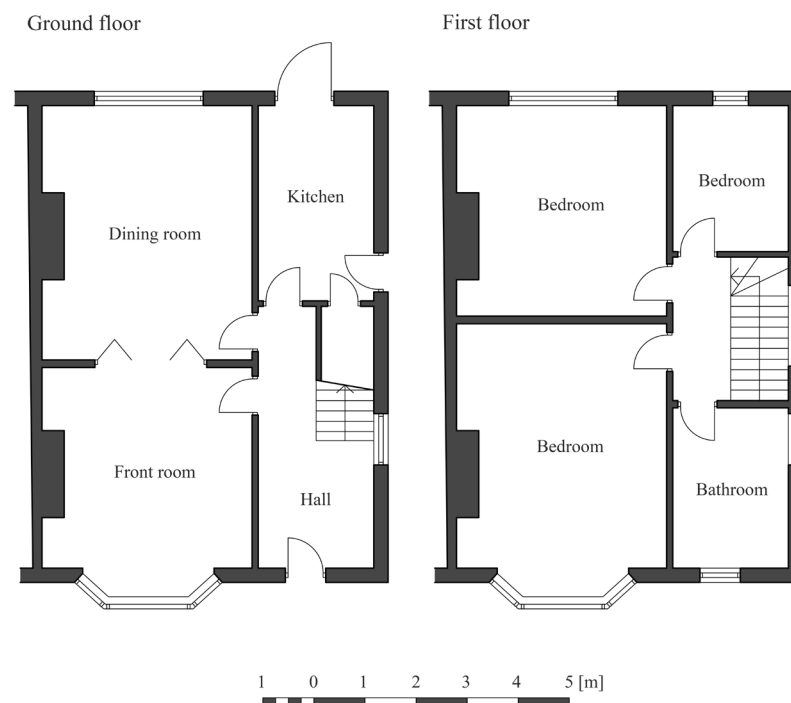 Ground floor
First floor
Kitchen
Dining room
Front room
Hall
Bedroom
Bedroom
Bedroom
Bathroom
1 0 1 2 3 4 5 [m]